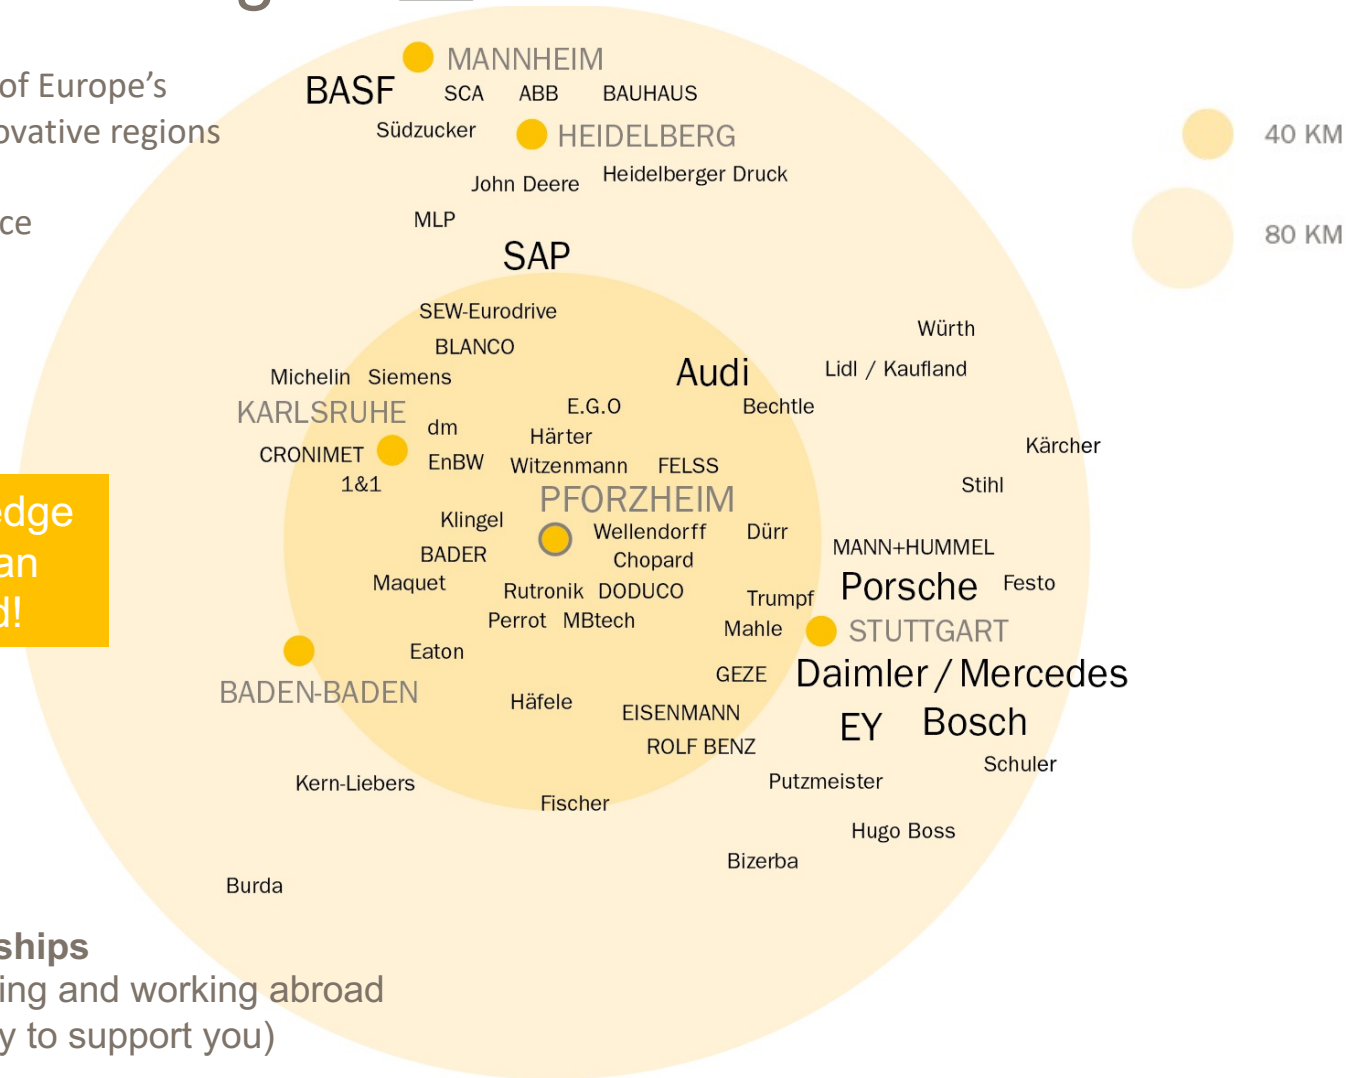 of Europe’s
ovative regions
ce
edge
an
d!
ships
ing and working abroad
y to support you)
MANNHEIM
BASF SCA ABB BAUHAUS
Südzucker HEIDELBERG
John Deere Heidelberger Druck
MLP
SAP
SEW-Eurodrive
BLANCO
Michelin Siemens
Audi
Würth
Lidl / Kaufland
KARLSRUHE
E.G.O Bechtle
dm
Härter
Kärcher
CRONIMET EnBW Witzenmann FELSS
1&1
Stihl
PFORZHEIM
Klingel Wellendorff Dürr
BADER Chopard MANN+HUMMEL
Maquet Rutronik DODUCO Trumpf Porsche Festo
Perrot MBtech Mahle STUTTGART
Eaton
GEZE Daimler / Mercedes
BADEN-BADEN
Häfele EISENMANN EY Bosch
ROLF BENZ
Schuler
Kern-Liebers Putzmeister
Fischer
Hugo Boss
Bizerba
Burda
40 KM
80 KM